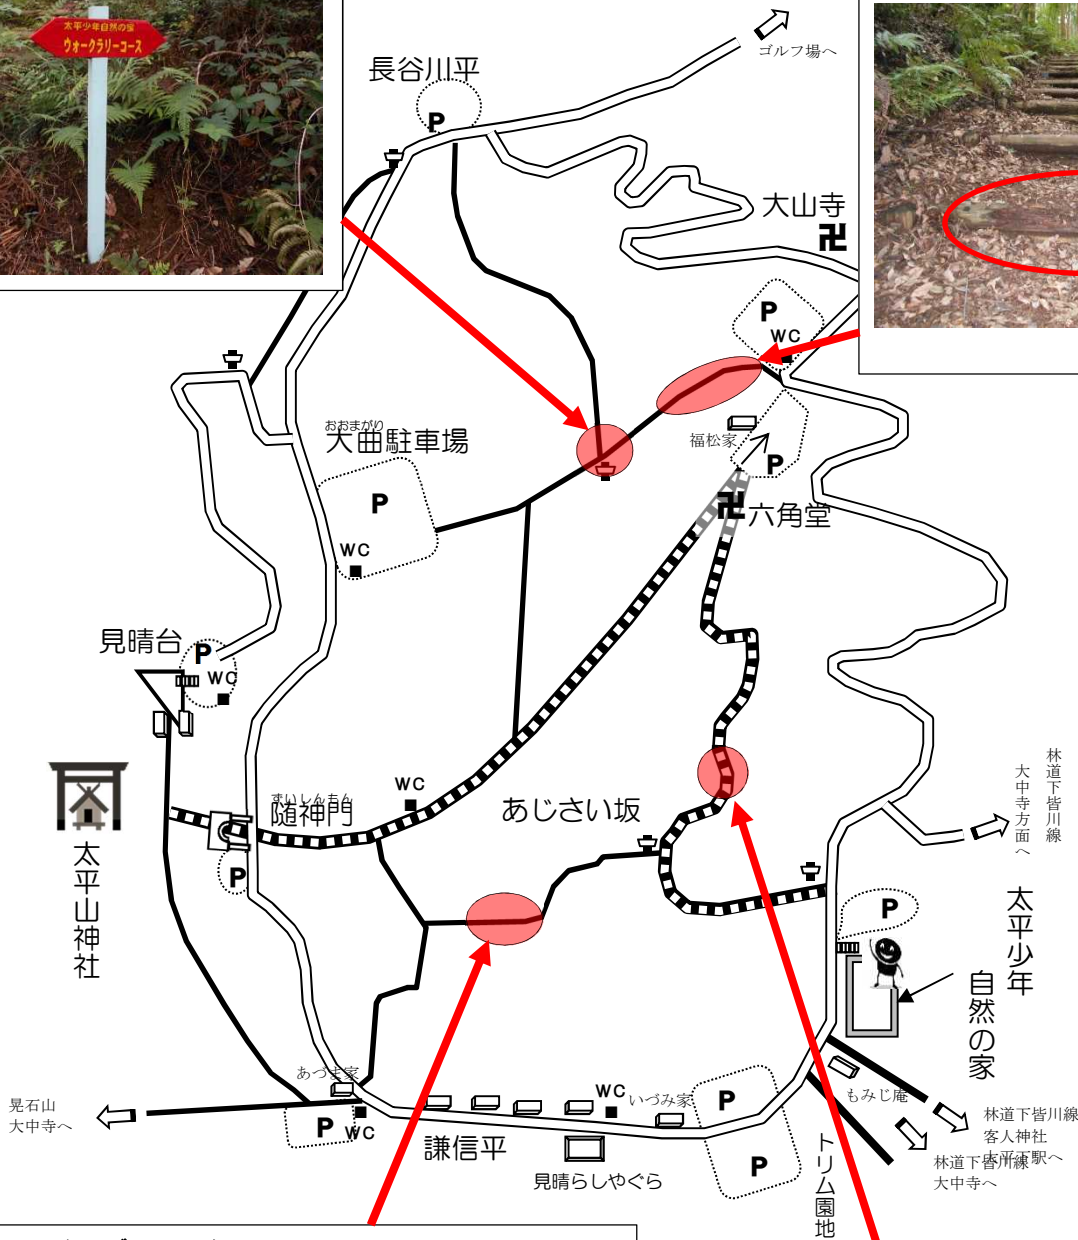 太平少年自然の家
ウォークラリーコース
ゴルフ場へ
長谷川平
P
大山寺
卍
P
WC
おおまがり
大曲駐車場
P
WC
福松家
P
卍六角堂
見晴台
P
WC
WC
ずいしんもん
随神門
P
太平山神社
あじさい坂
林道下皆川線
大中寺方面へ
P
太平少年
自然の家
あづま家
晃石山
大中寺へ
P
WC
謙信平
WC
いづみ家
見晴らしやぐら
P
P
トリム園地
もみじ庵
林道下皆川線
客人神社
太平下駅へ
林道下皆川線
大中寺へ